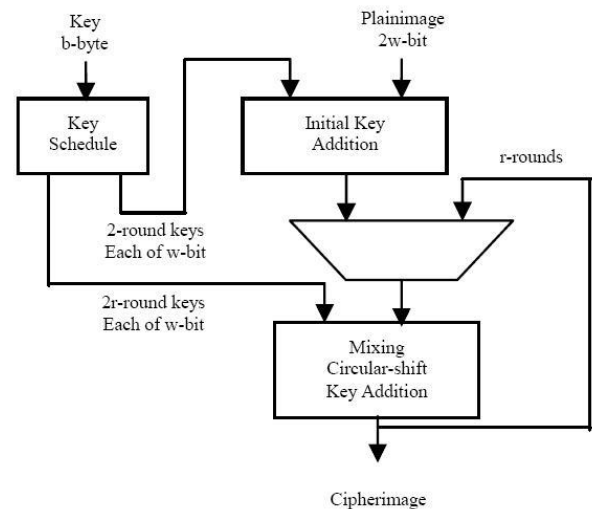 Key
b-byte
Plainimage
2w-bit
Key
Schedule
Initial Key
Addition
r-rounds
2-round keys
Each of w-bit
2r-round keys
Each of w-bit
Mixing
Circular-shift
Key Addition
Cipherimage